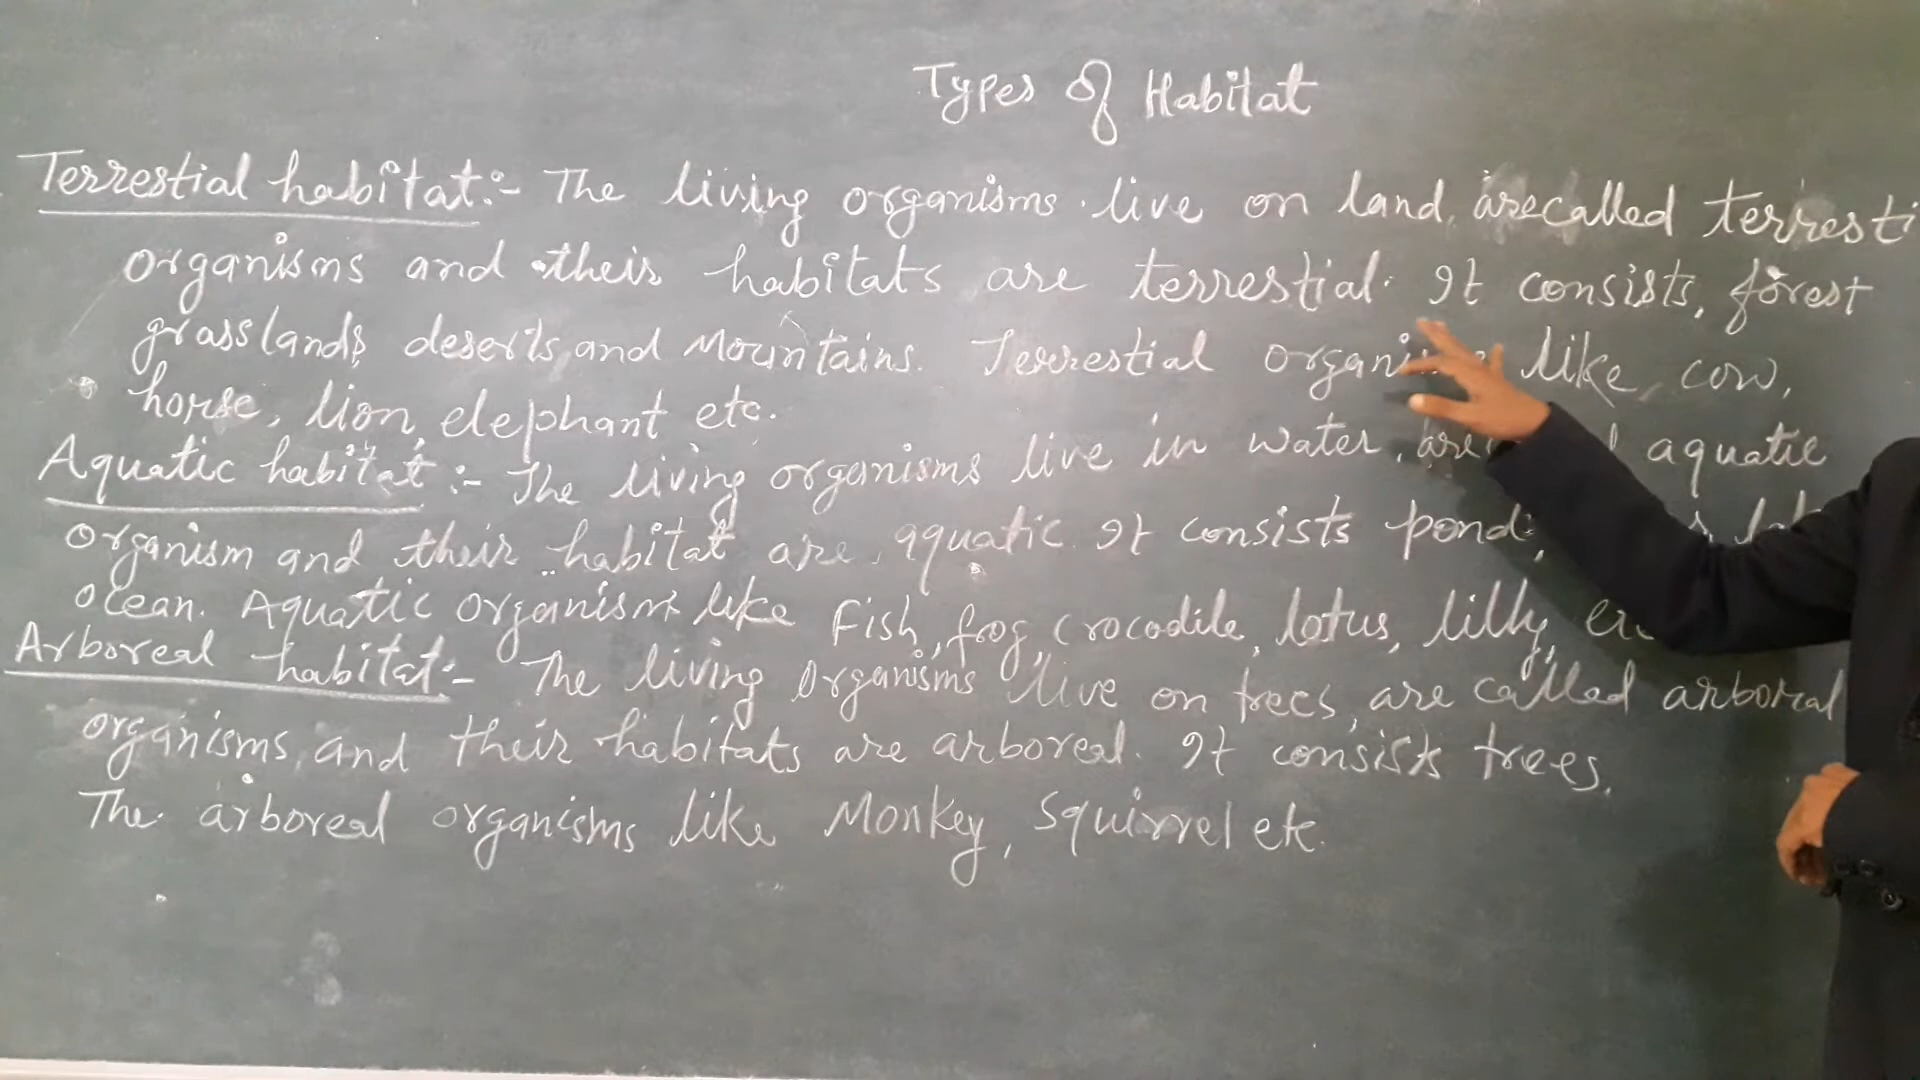 Types of Habitat
Terrestial habitat:- The living organisms live on land, are called terresti
organisms and their habitats are terrestial. It consists, forest
grasslands, deserts, and Mountains. Terrestial like, cow,
horse, lion, elephant etc.
Aquatic habitat:- The living organisms live in water, are aquatic
organism and their habitat are, aquatic. It consists pond,
ocean. Aquatic organism like Fish, frog, crocodile, lotus, lilly,
Arboreal habitat:- The living organisms live on trees, are called arboreal
organisms, and their habitats are arboreal. It consists trees.
The arboreal organisms like Monkey, Squirrel etc.